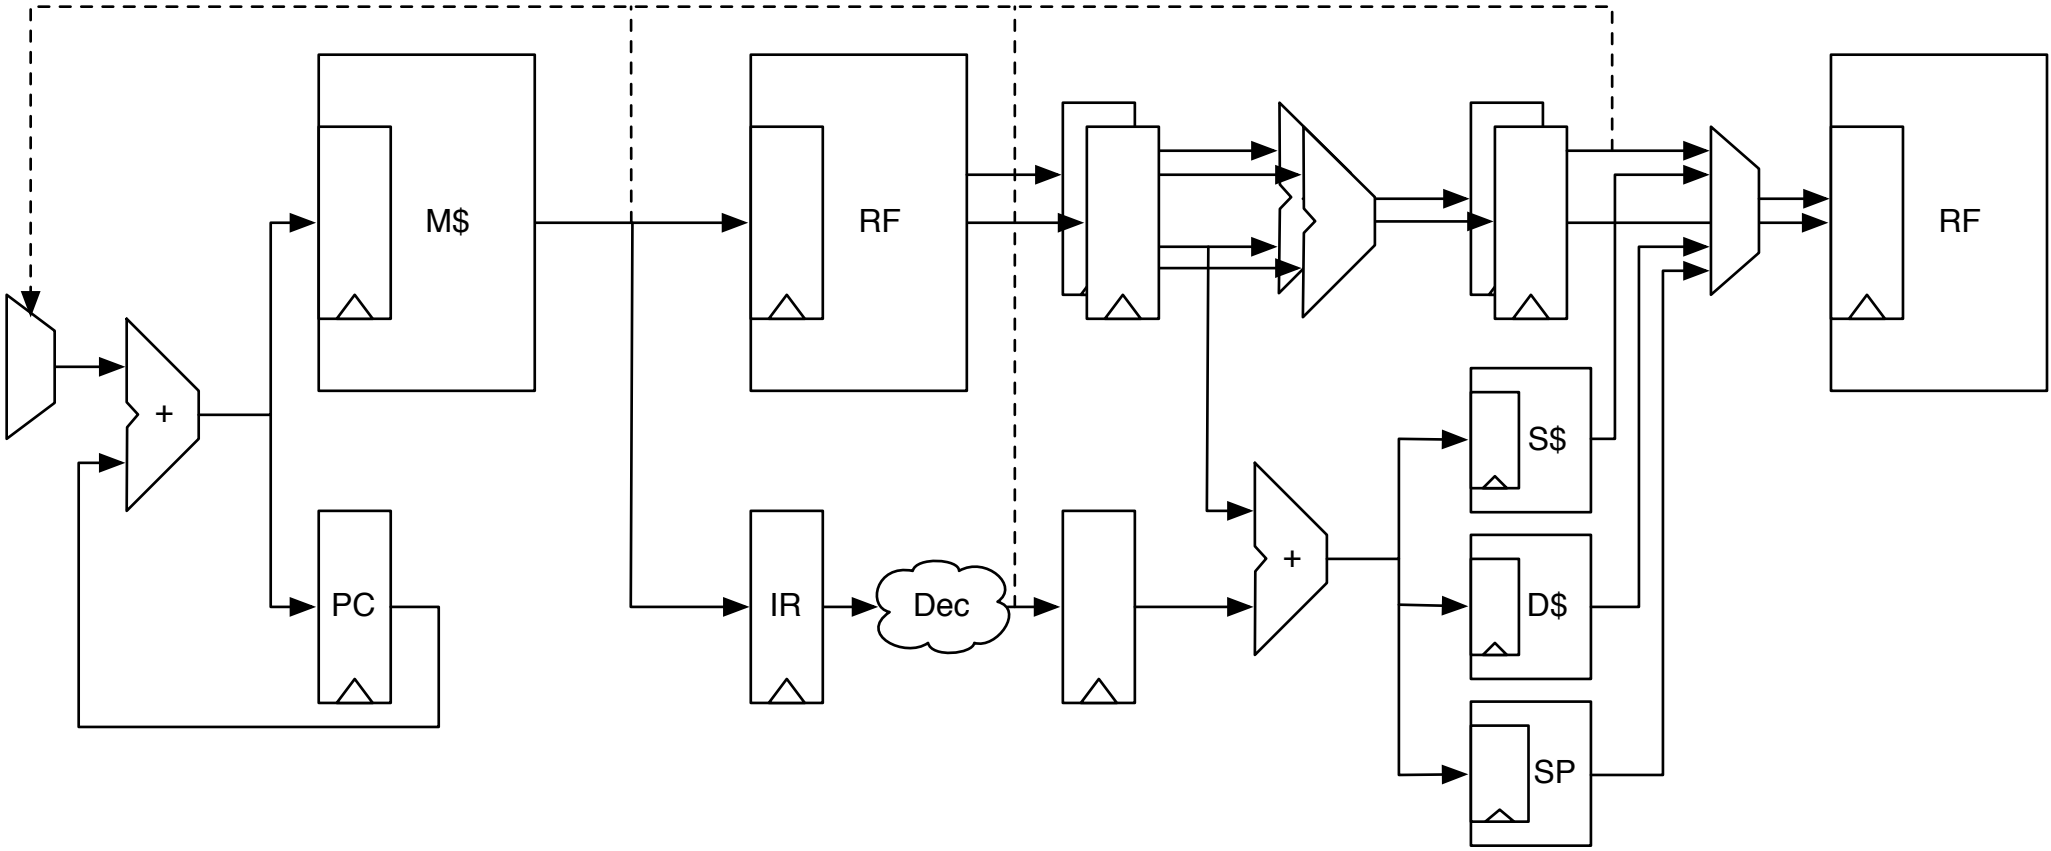 M$
RF
RF
+
S$
+
PC
IR
Dec
D$
SP